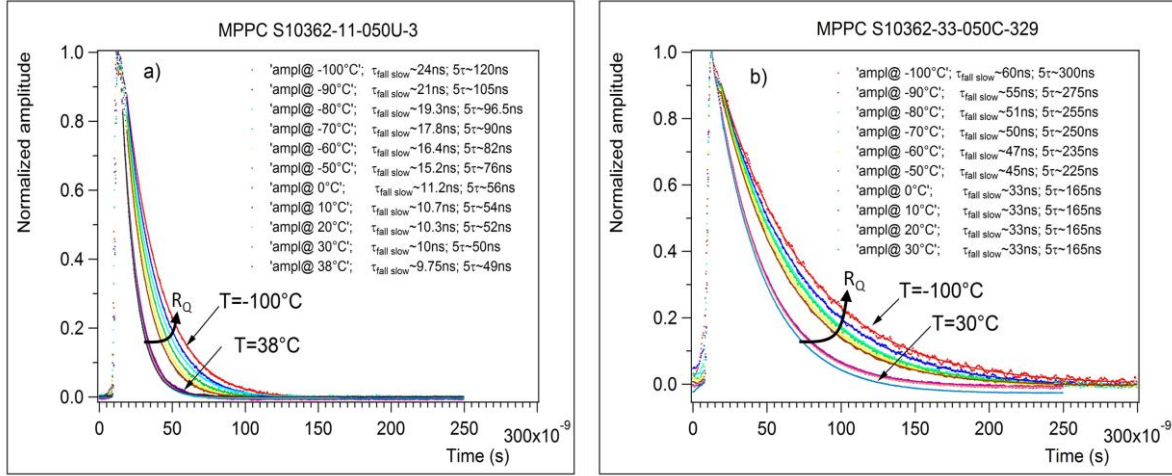 MPPC S10362-11-050U-3
a)
Normalized amplitude
1.0
0.8
0.6
0.4
0.2
0.0
'ampl@ -100°C'; τfall slow~24ns; 5τ~120ns
'ampl@ -90°C'; τfall slow~21ns; 5τ~105ns
'ampl@ -80°C'; τfall slow~19.3ns; 5τ~96.5ns
'ampl@ -70°C'; τfall slow~17.8ns; 5τ~90ns
'ampl@ -60°C'; τfall slow~16.4ns; 5τ~82ns
'ampl@ -50°C'; τfall slow~15.2ns; 5τ~76ns
'ampl@ 0°C'; τfall slow~11.2ns; 5τ~56ns
'ampl@ 10°C'; τfall slow~10.7ns; 5τ~54ns
'ampl@ 20°C'; τfall slow~10.3ns; 5τ~52ns
'ampl@ 30°C'; τfall slow~10ns; 5τ~50ns
'ampl@ 38°C'; τfall slow~9.75ns; 5τ~49ns
RQ
T=-100°C
T=38°C
0 50 100 150 200 250 300x10-9
Time (s)
MPPC S10362-33-050C-329
b)
Normalized amplitude
1.0
0.8
0.6
0.4
0.2
0.0
'ampl@ -100°C'; τfall slow~60ns; 5τ~300ns
'ampl@ -90°C'; τfall slow~55ns; 5τ~275ns
'ampl@ -80°C'; τfall slow~51ns; 5τ~255ns
'ampl@ -70°C'; τfall slow~50ns; 5τ~250ns
'ampl@ -60°C'; τfall slow~47ns; 5τ~235ns
'ampl@ -50°C'; τfall slow~45ns; 5τ~225ns
'ampl@ 0°C'; τfall slow~33ns; 5τ~165ns
'ampl@ 10°C'; τfall slow~33ns; 5τ~165ns
'ampl@ 20°C'; τfall slow~33ns; 5τ~165ns
'ampl@ 30°C'; τfall slow~33ns; 5τ~165ns
RQ
T=-100°C
T=30°C
0 50 100 150 200 250 300x10-9
Time (s)